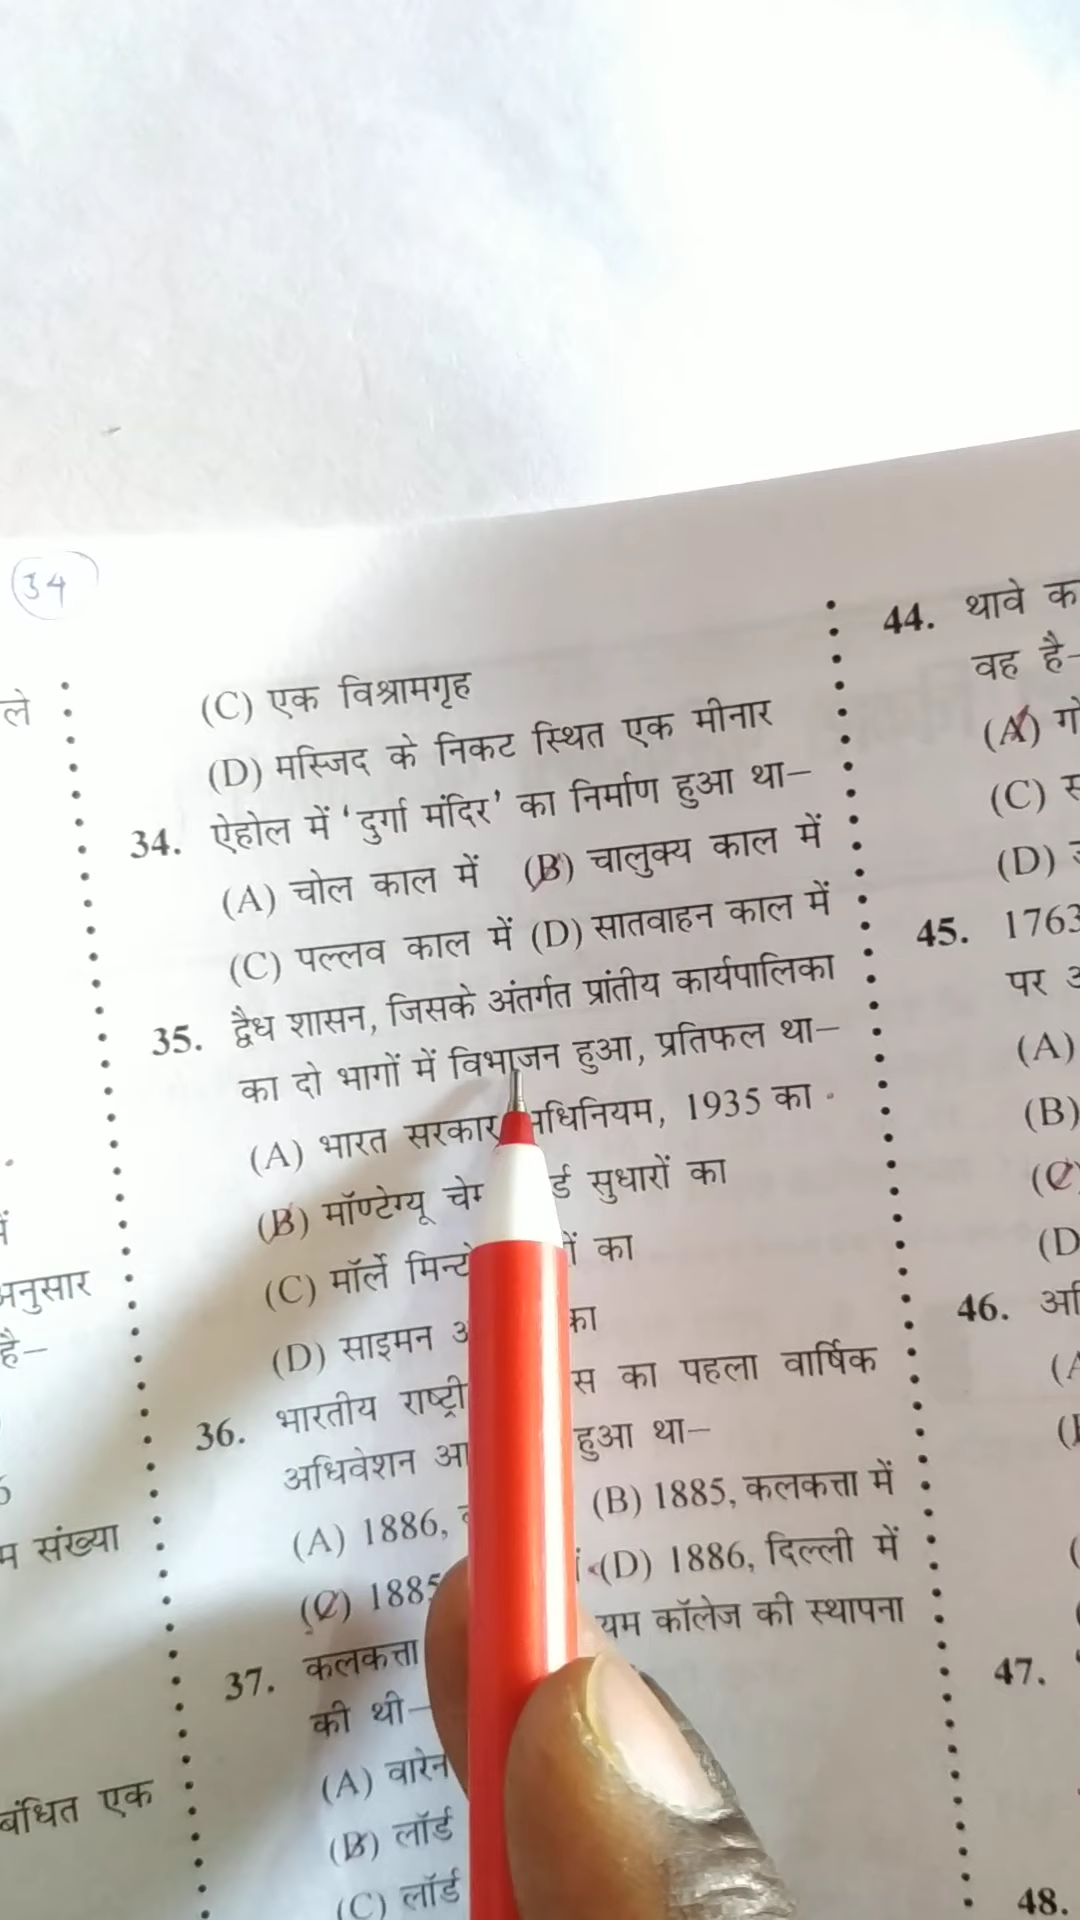 34
ले
में
अनुसार
है–
म संख्या
बंधित एक
(C) एक विश्रामगृह
(D) मस्जिद के निकट स्थित एक मीनार
34. ऐहोल में 'दुर्गा मंदिर' का निर्माण हुआ था–
(A) चोल काल में (B) चालुक्य काल में
(C) पल्लव काल में (D) सातवाहन काल में
35. द्वैध शासन, जिसके अंतर्गत प्रांतीय कार्यपालिका
का दो भागों में विभाजन हुआ, प्रतिफल था–
(A) भारत सरकार धिनियम, 1935 का
(B) मॉण्टेग्यू सुधारों का
(C) मॉर्ले का
(D) साइमन का
36. भारतीय का पहला वार्षिक
अधिवेशन हुआ था–
(A) 1886, (B) 1885, कलकत्ता में
(C) 1885 (D) 1886, दिल्ली में
37. कलकत्ता यम कॉलेज की स्थापना
की थी–
(A) वारेन
(B) लॉर्ड
(C) लॉर्ड
44. थावे
वह है–
(A)
(C)
(D)
45. 1763
पर
(A)
(B)
(C)
(D
46.
47.
48.